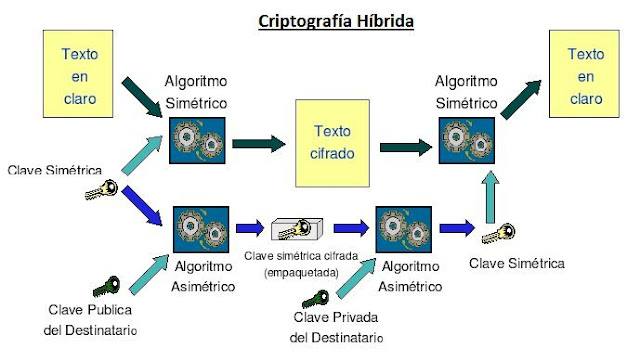 Criptografía Híbrida
Texto
en
claro
Algoritmo
Simétrico
Texto
cifrado
Algoritmo
Simétrico
Texto
en
claro
Clave Simétrica
Algoritmo
Asimétrico
Clave simétrica cifrada
(empaquetada)
Algoritmo
Asimétrico
Clave Simétrica
Clave Publica
del Destinatario
Clave Privada
del Destinatario